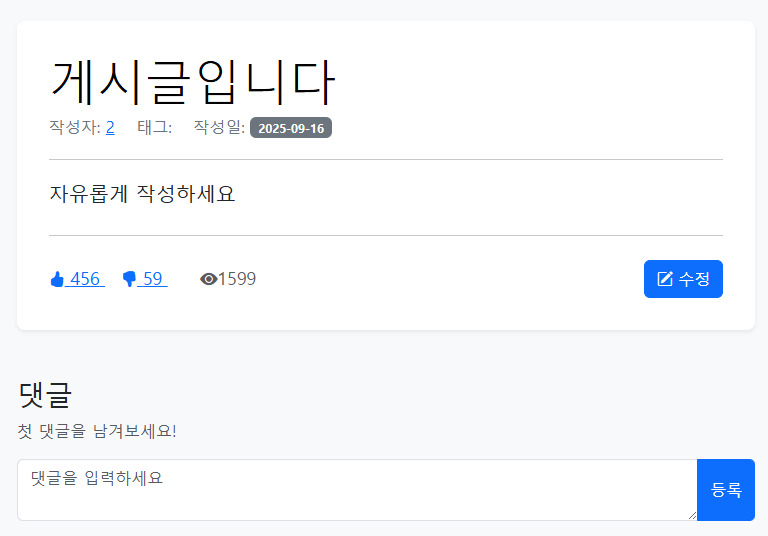 게시글입니다
작성자: 2 태그: 작성일: 2025-09-16
자유롭게 작성하세요
456 59 1599 수정
댓글
첫 댓글을 남겨보세요!
댓글을 입력하세요 등록